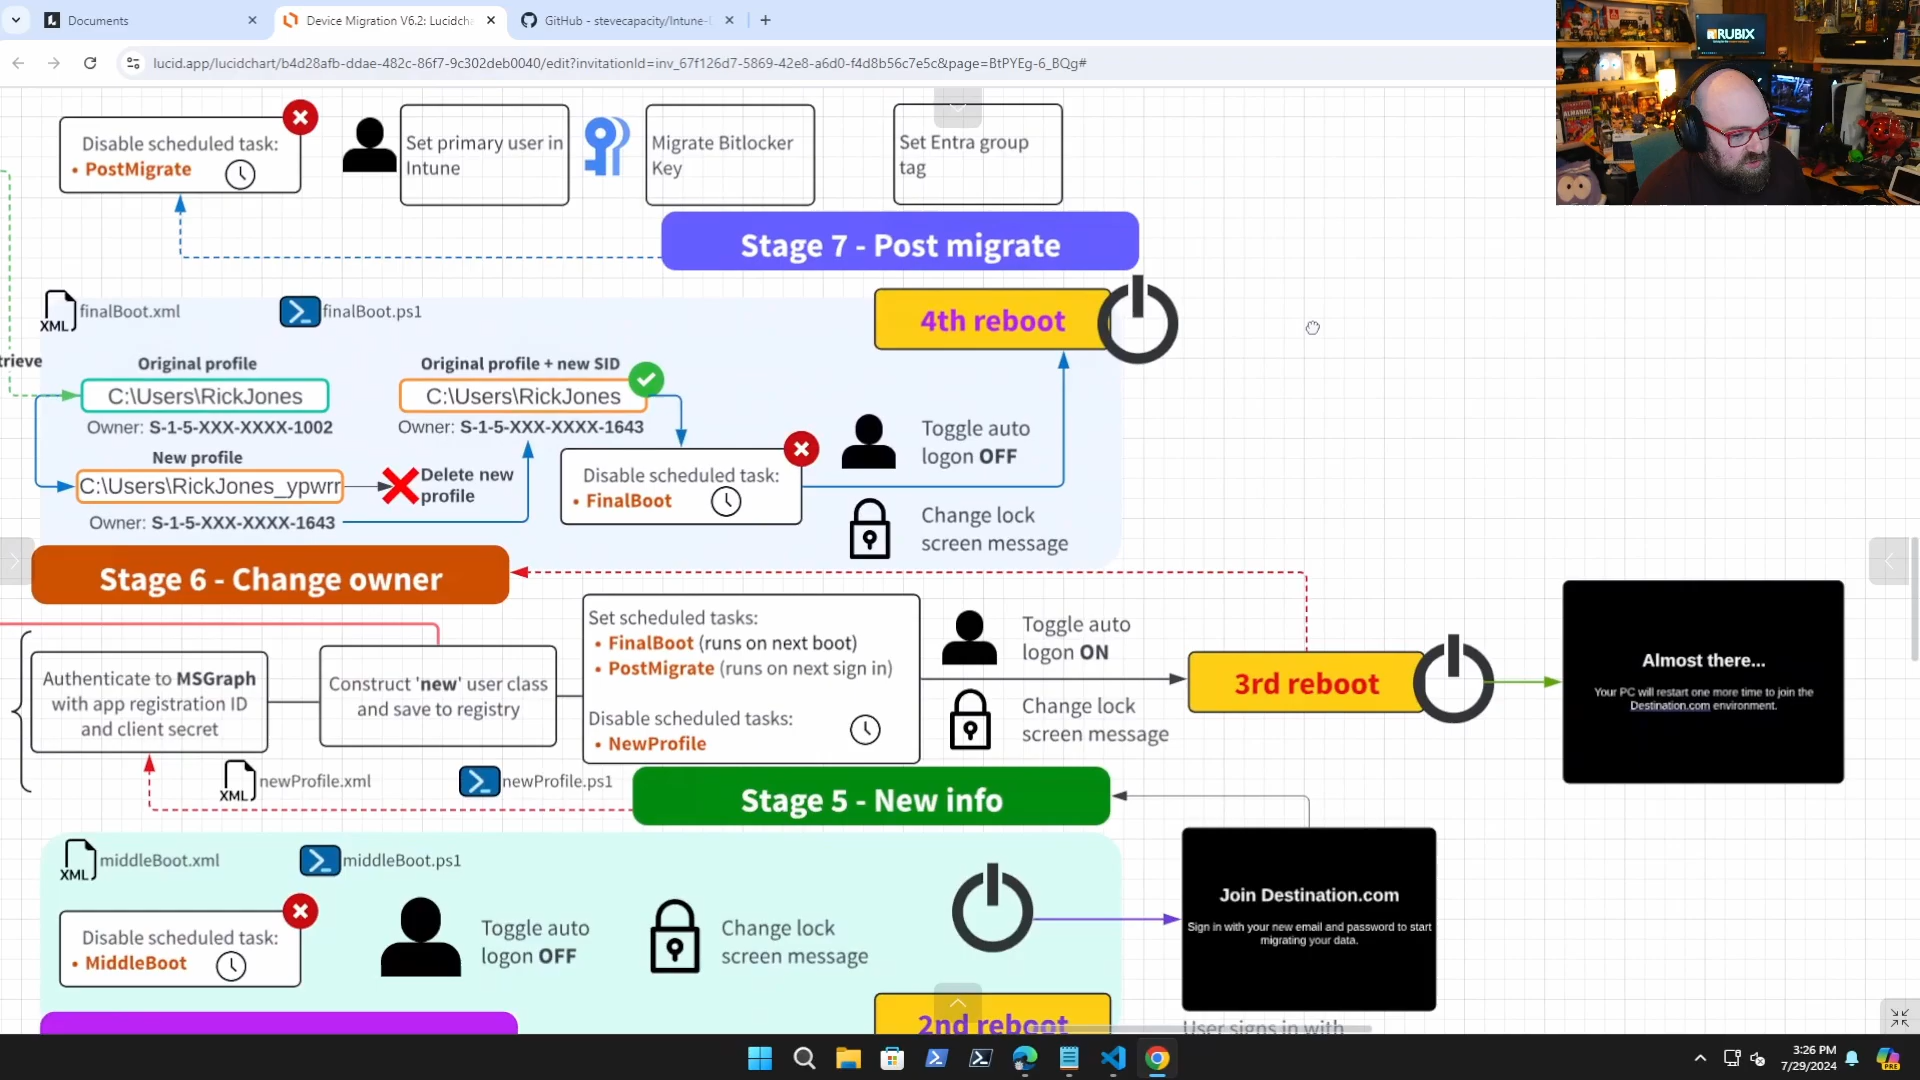 Documents
Device Migration V6.2: Lucidcha
GitHub - stevecapacity/Intune-
lucid.app/lucidchart/b4d28afb-ddae-482c-86f7-9c302deb0040/edit?invitationId=inv_67f126d7-5869-42e8-a6d0-f4d8b56c7e5c&page=BtPYEg-6_BQg#
RUBIX
Disable scheduled task:
• PostMigrate
Set primary user in
Intune
Migrate Bitlocker
Key
Set Entra group
tag
Stage 7 - Post migrate
XML
finalBoot.xml
finalBoot.ps1
4th reboot
trieve
Original profile
C:\Users\RickJones
Owner: S-1-5-XXX-XXXX-1002
Original profile + new SID
C:\Users\RickJones
Owner: S-1-5-XXX-XXXX-1643
New profile
C:\Users\RickJones_ypwrr
Owner: S-1-5-XXX-XXXX-1643
Delete new
profile
Disable scheduled task:
• FinalBoot
Toggle auto
logon OFF
Change lock
screen message
Stage 6 - Change owner
Authenticate to MSGraph
with app registration ID
and client secret
Construct 'new' user class
and save to registry
Set scheduled tasks:
• FinalBoot (runs on next boot)
• PostMigrate (runs on next sign in)
Disable scheduled tasks:
• NewProfile
Toggle auto
logon ON
Change lock
screen message
3rd reboot
Almost there...
Your PC will restart one more time to join the
Destination.com environment.
XML
newProfile.xml
newProfile.ps1
Stage 5 - New info
XML
middleBoot.xml
middleBoot.ps1
Disable scheduled task:
• MiddleBoot
Toggle auto
logon OFF
Change lock
screen message
Join Destination.com
Sign in with your new email and password to start
migrating your data.
2nd reboot
User signs in with
3:26 PM
7/29/2024
PRE